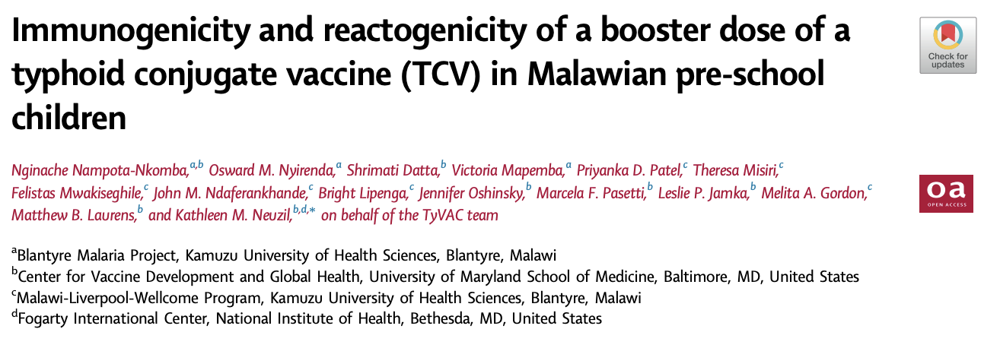 Immunogenicity and reactogenicity of a booster dose of a
typhoid conjugate vaccine (TCV) in Malawian pre-school
children
Check for
updates
Nginache Nampota-Nkomba,a,b Osward M. Nyirenda,a Shrimati Datta,b Victoria Mapemba,a Priyanka D. Patel,c Theresa Misiri,c
Felistas Mwakiseghile,c John M. Ndaferankhande,c Bright Lipenga,c Jennifer Oshinsky,b Marcela F. Pasetti,b Leslie P. Jamka,b Melita A. Gordon,c
Matthew B. Laurens,b and Kathleen M. Neuzil,b,d,* on behalf of the TyVAC team
oa
OPEN ACCESS
aBlantyre Malaria Project, Kamuzu University of Health Sciences, Blantyre, Malawi
bCenter for Vaccine Development and Global Health, University of Maryland School of Medicine, Baltimore, MD, United States
cMalawi-Liverpool-Wellcome Program, Kamuzu University of Health Sciences, Blantyre, Malawi
dFogarty International Center, National Institute of Health, Bethesda, MD, United States